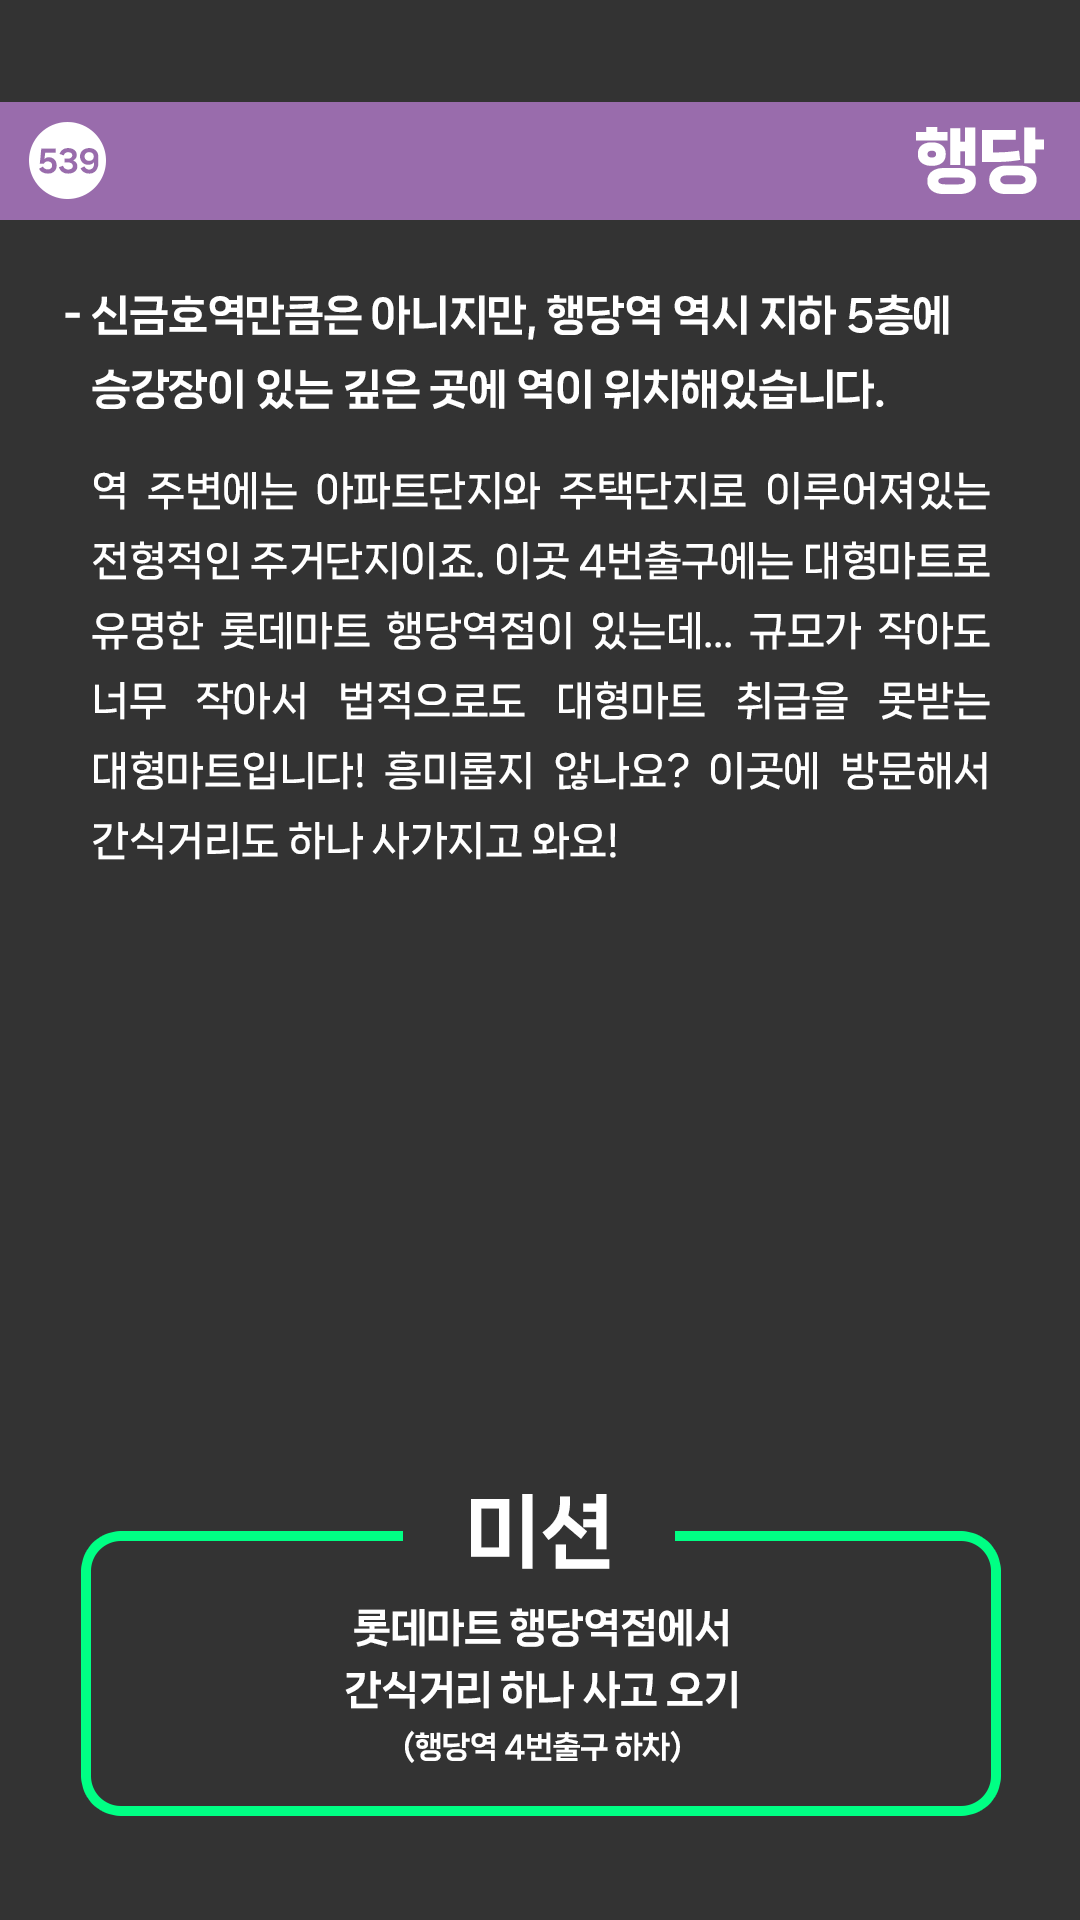 539
행당
- 신금호역만큼은 아니지만, 행당역 역시 지하 5층에
승강장이 있는 깊은 곳에 역이 위치해있습니다.
역 주변에는 아파트단지와 주택단지로 이루어져있는
전형적인 주거단지이죠. 이곳 4번출구에는 대형마트로
유명한 롯데마트 행당역점이 있는데... 규모가 작아도
너무 작아서 법적으로도 대형마트 취급을 못받는
대형마트입니다! 흥미롭지 않나요? 이곳에 방문해서
간식거리도 하나 사가지고 와요!
미션
롯데마트 행당역점에서
간식거리 하나 사고 오기
(행당역 4번출구 하차)